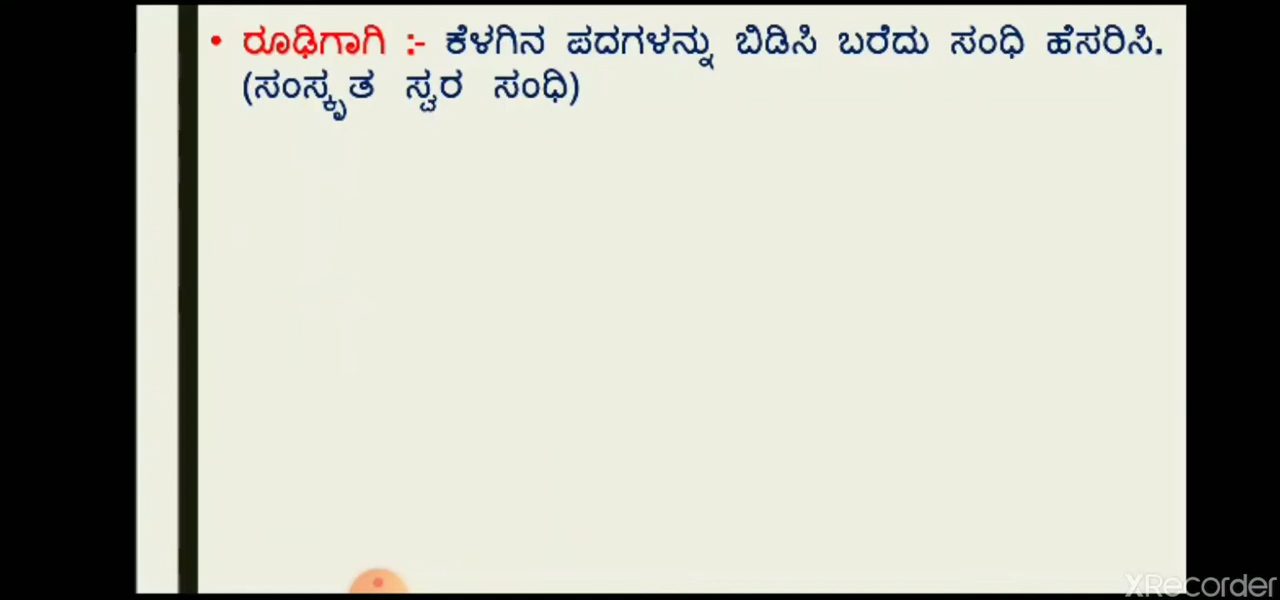 • ರೂಢಿಗಾಗಿ :- ಕೆಳಗಿನ ಪದಗಳನ್ನು ಬಿಡಿಸಿ ಬರೆದು ಸಂಧಿ ಹೆಸರಿಸಿ.
(ಸಂಸ್ಕೃತ ಸ್ವರ ಸಂಧಿ)
XRecorder